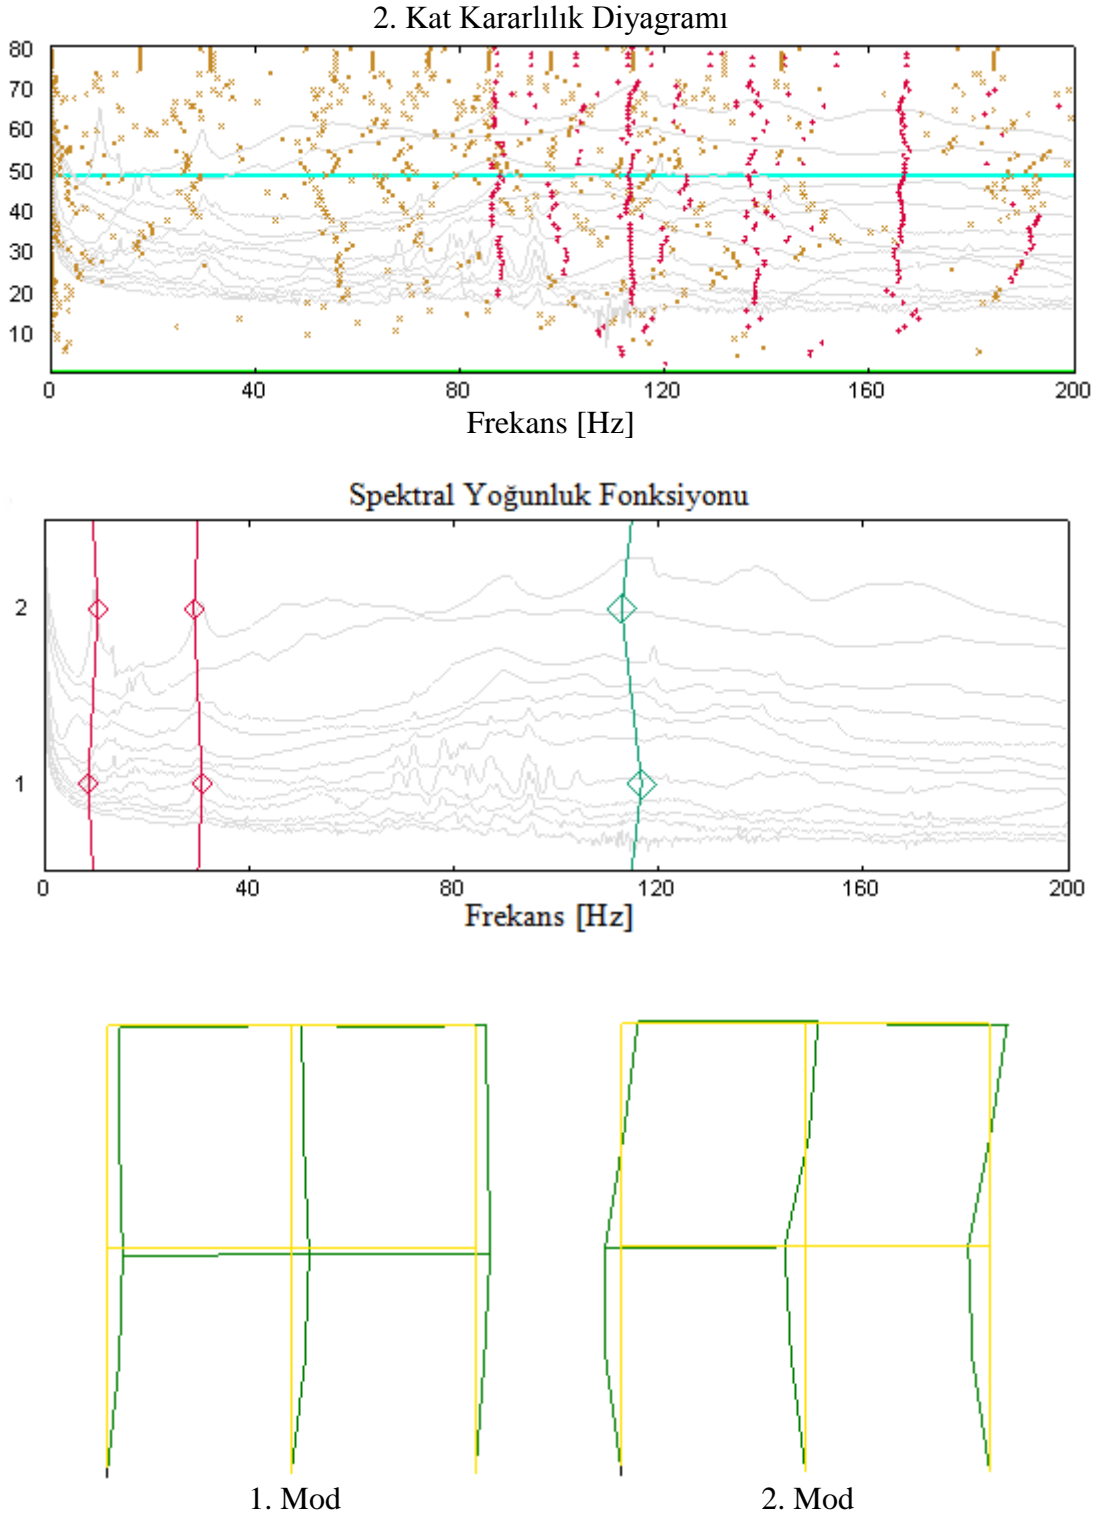 2. Kat Kararlılık Diyagramı
80
70
60
50
40
30
20
10
0 40 80 120 160 200
Frekans [Hz]
Spektral Yoğunluk Fonksiyonu
2
1
0 40 80 120 160 200
Frekans [Hz]
1. Mod 2. Mod